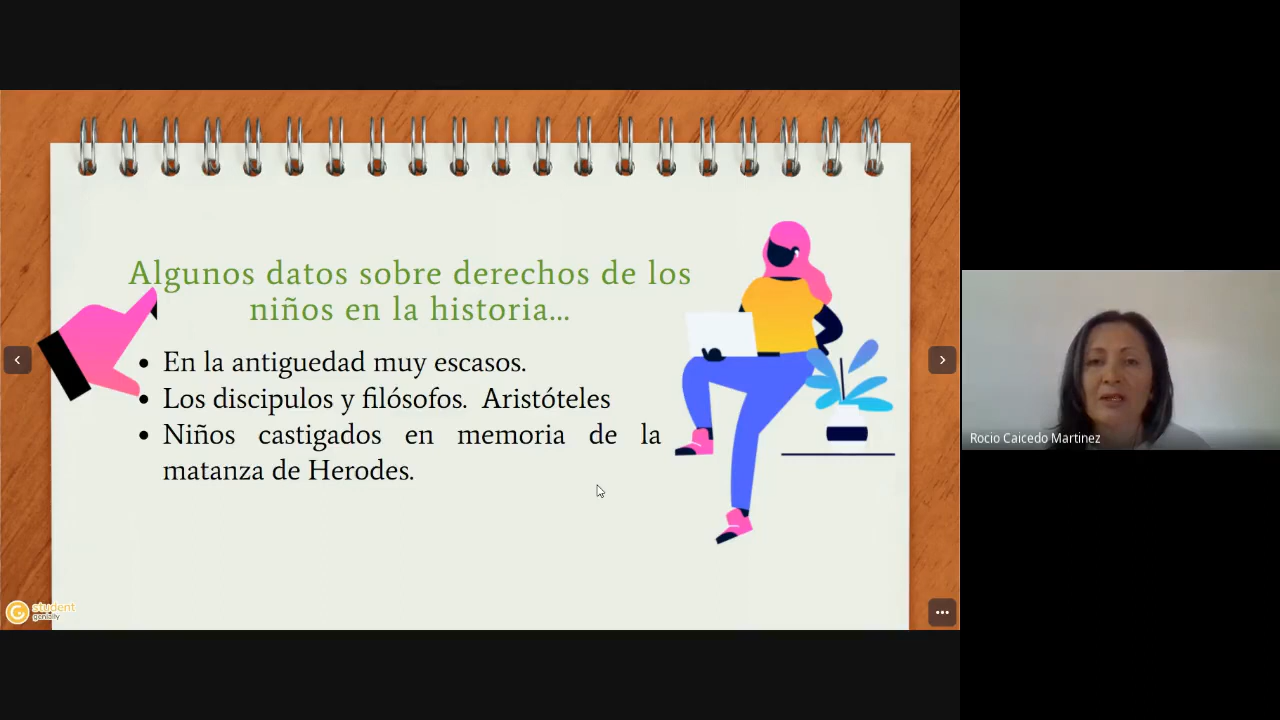 Algunos datos sobre derechos de los
niños en la historia...
En la antiguedad muy escasos.
Los discipulos y filósofos. Aristóteles
Niños castigados en memoria de la
matanza de Herodes.
Rocio Caicedo Martinez
student
genially